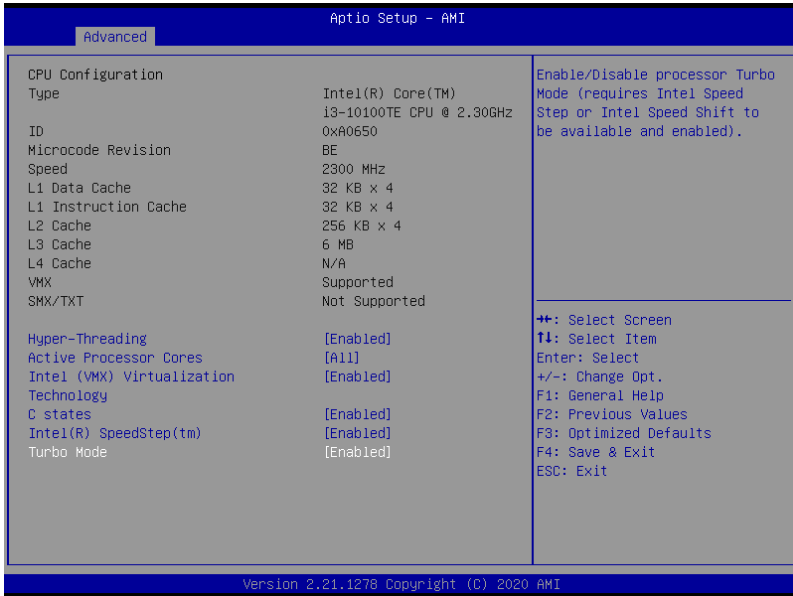 Aptio Setup - AMI
Advanced
CPU Configuration
Type Intel(R) Core(TM)
i3-10100TE CPU @ 2.30GHz
ID 0xA0650
Microcode Revision BE
Speed 2300 MHz
L1 Data Cache 32 KB x 4
L1 Instruction Cache 32 KB x 4
L2 Cache 256 KB x 4
L3 Cache 6 MB
L4 Cache N/A
VMX Supported
SMX/TXT Not Supported
Hyper-Threading [Enabled]
Active Processor Cores [All]
Intel (VMX) Virtualization [Enabled]
Technology
C states [Enabled]
Intel(R) SpeedStep(tm) [Enabled]
Turbo Mode [Enabled]
Enable/Disable processor Turbo
Mode (requires Intel Speed
Step or Intel Speed Shift to
be available and enabled).
→←: Select Screen
↑↓: Select Item
Enter: Select
+/-: Change Opt.
F1: General Help
F2: Previous Values
F3: Optimized Defaults
F4: Save & Exit
ESC: Exit
Version 2.21.1278 Copyright (C) 2020 AMI